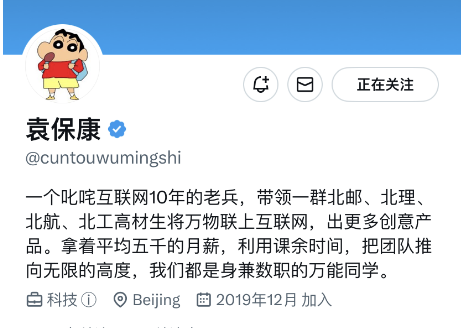 正在关注
袁保康
@cuntouwumingshi
一个叱咤互联网10年的老兵，带领一群北邮、北理、
北航、北工高材生将万物联上互联网，出更多创意产
品。拿着平均五千的月薪，利用课余时间，把团队推
向无限的高度，我们都是身兼数职的万能同学。
科技 Beijing 2019年12月 加入